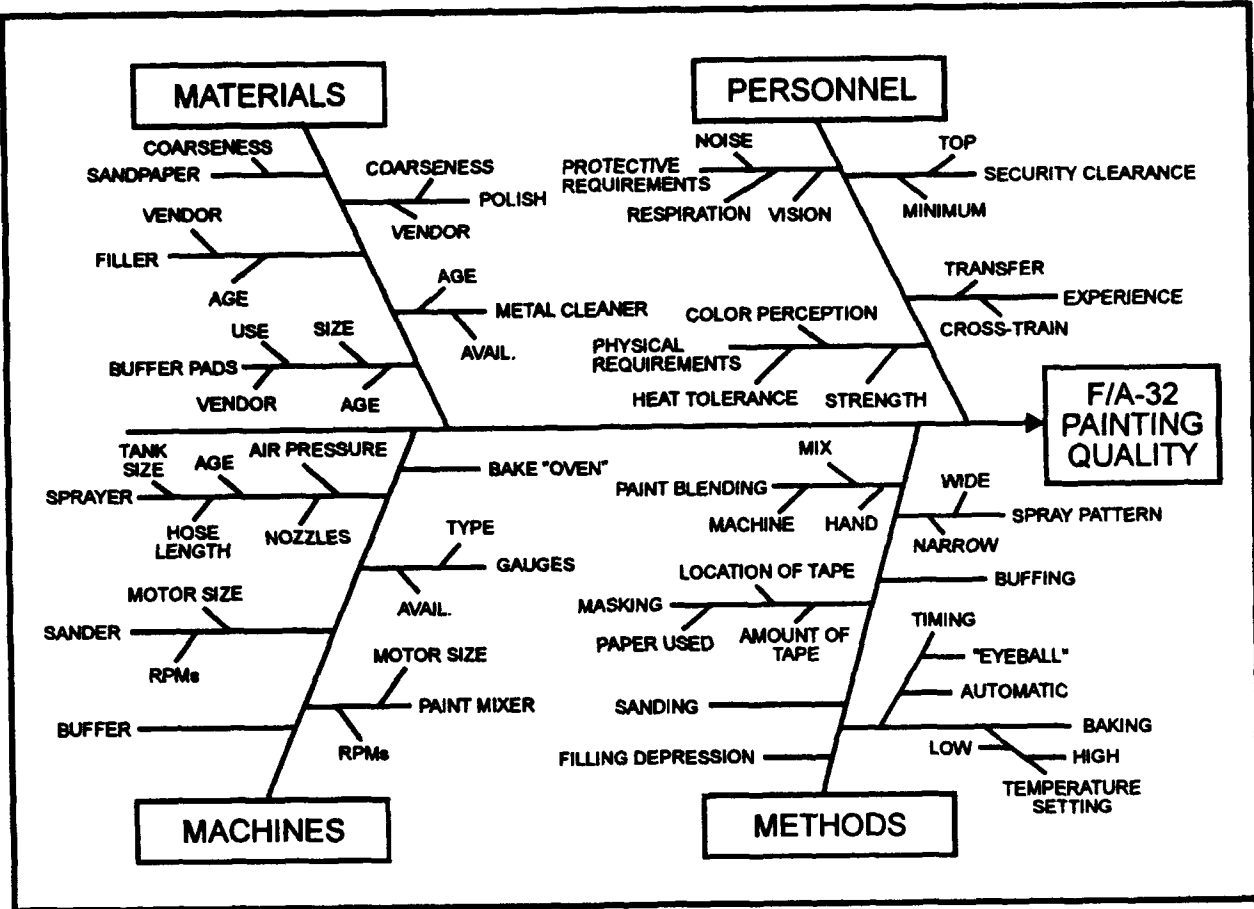 MATERIALS
COARSENESS
SANDPAPER
COARSENESS
POLISH
VENDOR
VENDOR
FILLER
AGE
AGE
METAL CLEANER
AVAIL.
USE
SIZE
BUFFER PADS
VENDOR
AGE
PERSONNEL
NOISE
PROTECTIVE
REQUIREMENTS
RESPIRATION
VISION
TOP
SECURITY CLEARANCE
MINIMUM
TRANSFER
EXPERIENCE
CROSS-TRAIN
COLOR PERCEPTION
PHYSICAL
REQUIREMENTS
HEAT TOLERANCE
STRENGTH
F/A-32
PAINTING
QUALITY
TANK
SIZE
AGE
AIR PRESSURE
SPRAYER
HOSE
LENGTH
NOZZLES
BAKE "OVEN"
TYPE
GAUGES
AVAIL.
MOTOR SIZE
SANDER
RPMs
MOTOR SIZE
PAINT MIXER
RPMs
BUFFER
MACHINES
MIX
PAINT BLENDING
MACHINE
HAND
WIDE
SPRAY PATTERN
NARROW
BUFFING
LOCATION OF TAPE
MASKING
PAPER USED
AMOUNT OF
TAPE
TIMING
"EYEBALL"
AUTOMATIC
SANDING
BAKING
LOW
HIGH
TEMPERATURE
SETTING
FILLING DEPRESSION
METHODS